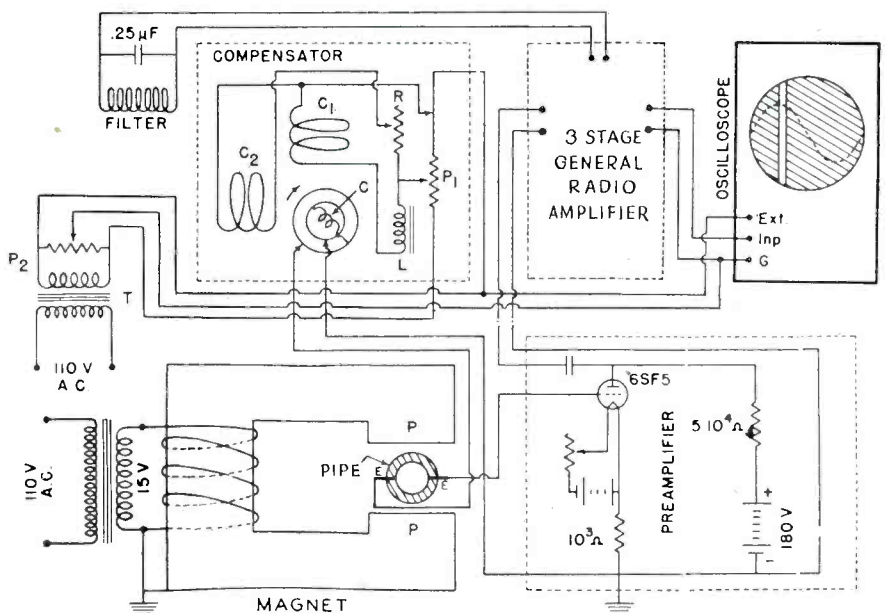 .25µF
FILTER
COMPENSATOR
C₁
R
C₂
C
P₁
L
3 STAGE
GENERAL
RADIO
AMPLIFIER
OSCILLOSCOPE
Ext.
Inp
G
P₂
T
110 V
A.C.
110 V
A.C.
15 V
P
PIPE
E
E
P
MAGNET
6SF5
5·10⁴Ω
PREAMPLIFIER
10³Ω
+
180 V
-